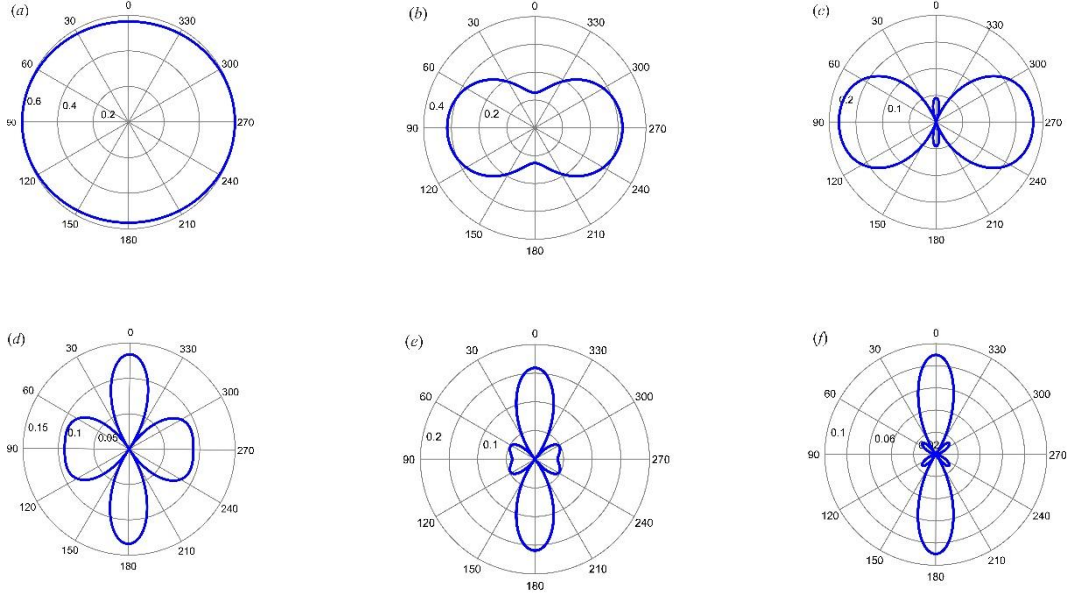 (a) 0 (b) 0 (c) 0
30 330 30 330 30 330
60 300 60 300 60 300
0.6 0.4 0.2 0.4 0.2 0.2 0.1
90 270 90 270 90 270
120 240 120 240 120 240
150 210 150 210 150 210
180 180 180
(d) 0 (e) 0 (f) 0
30 330 30 330 30 330
60 300 60 300 60 300
0.15 0.1 0.05 0.2 0.1 0.1 0.06
90 270 90 270 90 270
120 240 120 240 120 240
150 210 150 210 150 210
180 180 180